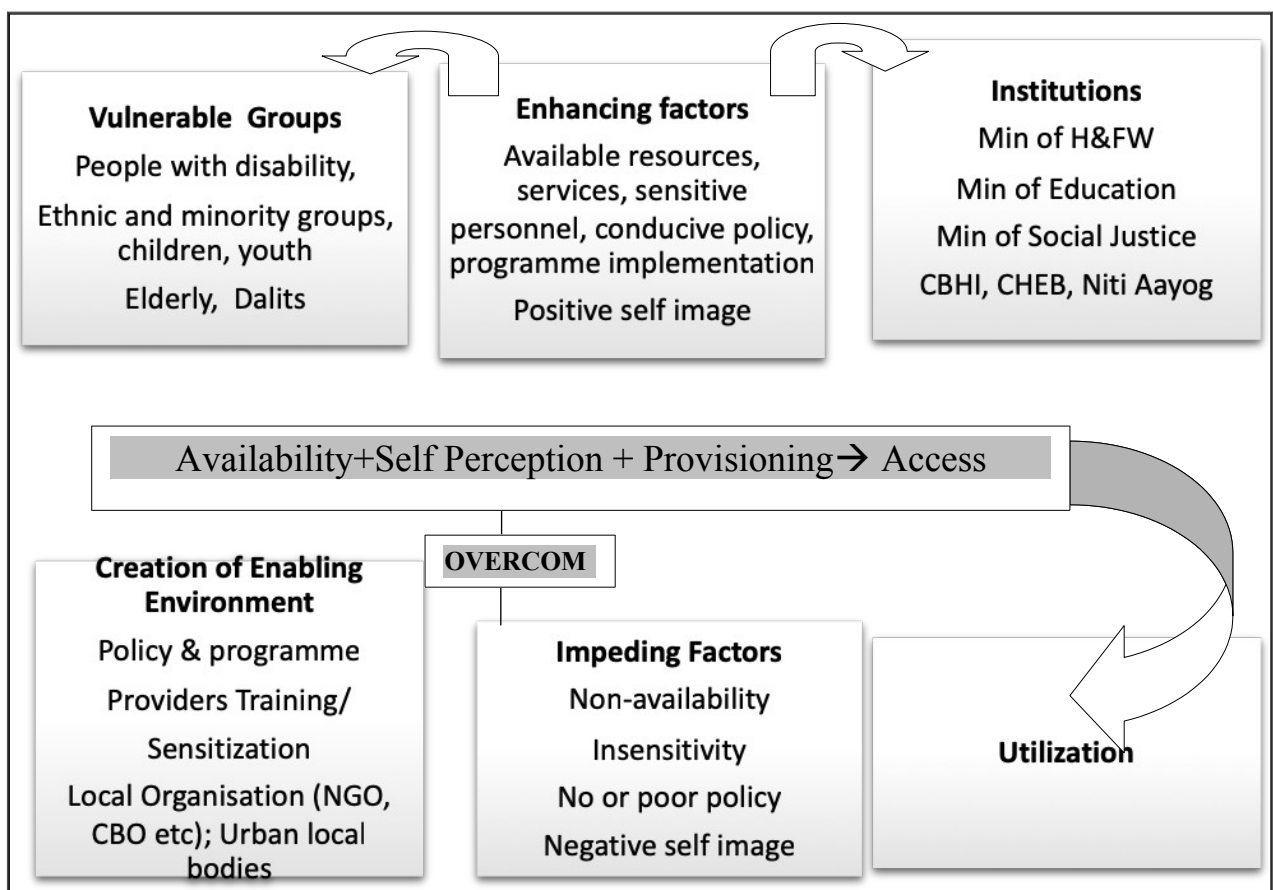 Vulnerable Groups
People with disability,
Ethnic and minority groups,
children, youth
Elderly, Dalits
Enhancing factors
Available resources,
services, sensitive
personnel, conducive policy,
programme implementation
Positive self image
Institutions
Min of H&FW
Min of Education
Min of Social Justice
CBHI, CHEB, Niti Aayog
Availability+Self Perception + Provisioning→ Access
OVERCOM
Creation of Enabling
Environment
Policy & programme
Providers Training/
Sensitization
Local Organisation (NGO,
CBO etc); Urban local
bodies
Impeding Factors
Non-availability
Insensitivity
No or poor policy
Negative self image
Utilization